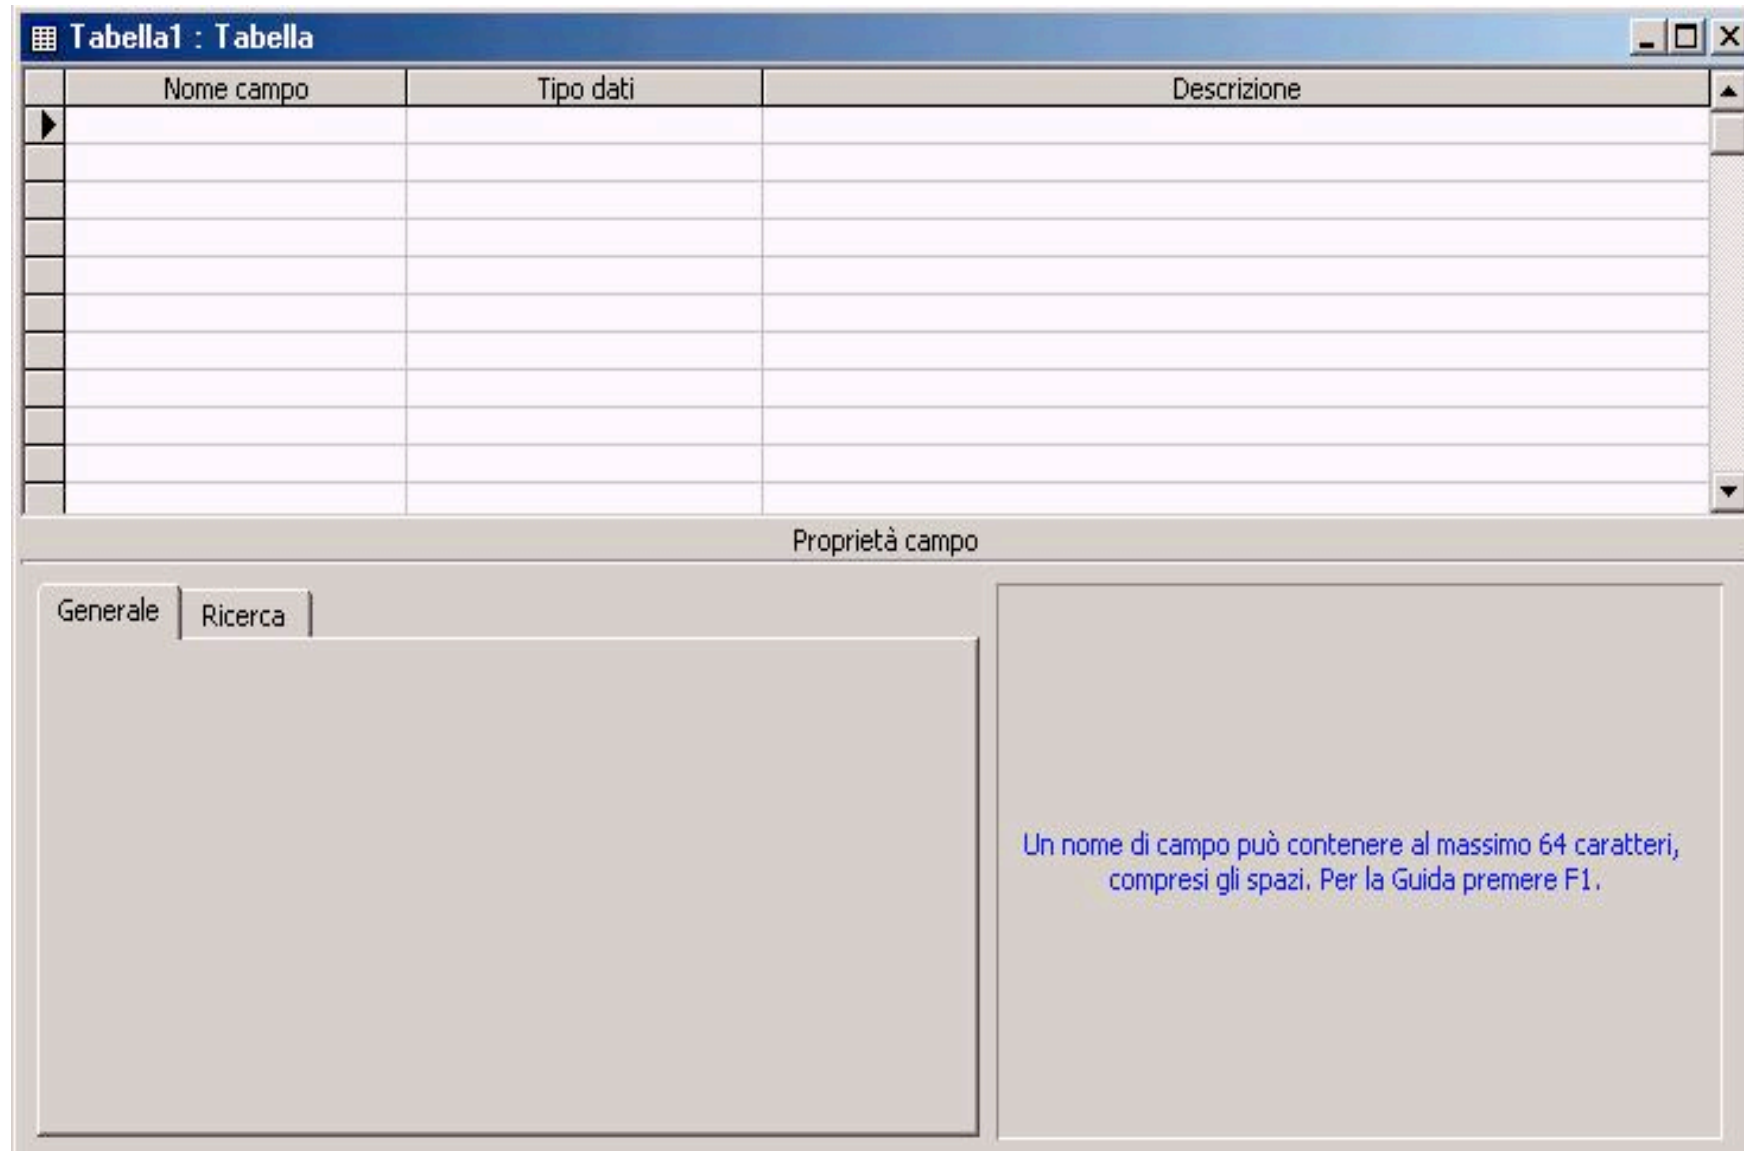 Tabella1 : Tabella
Nome campo Tipo dati Descrizione
Proprietà campo
Generale Ricerca
Un nome di campo può contenere al massimo 64 caratteri,
compresi gli spazi. Per la Guida premere F1.